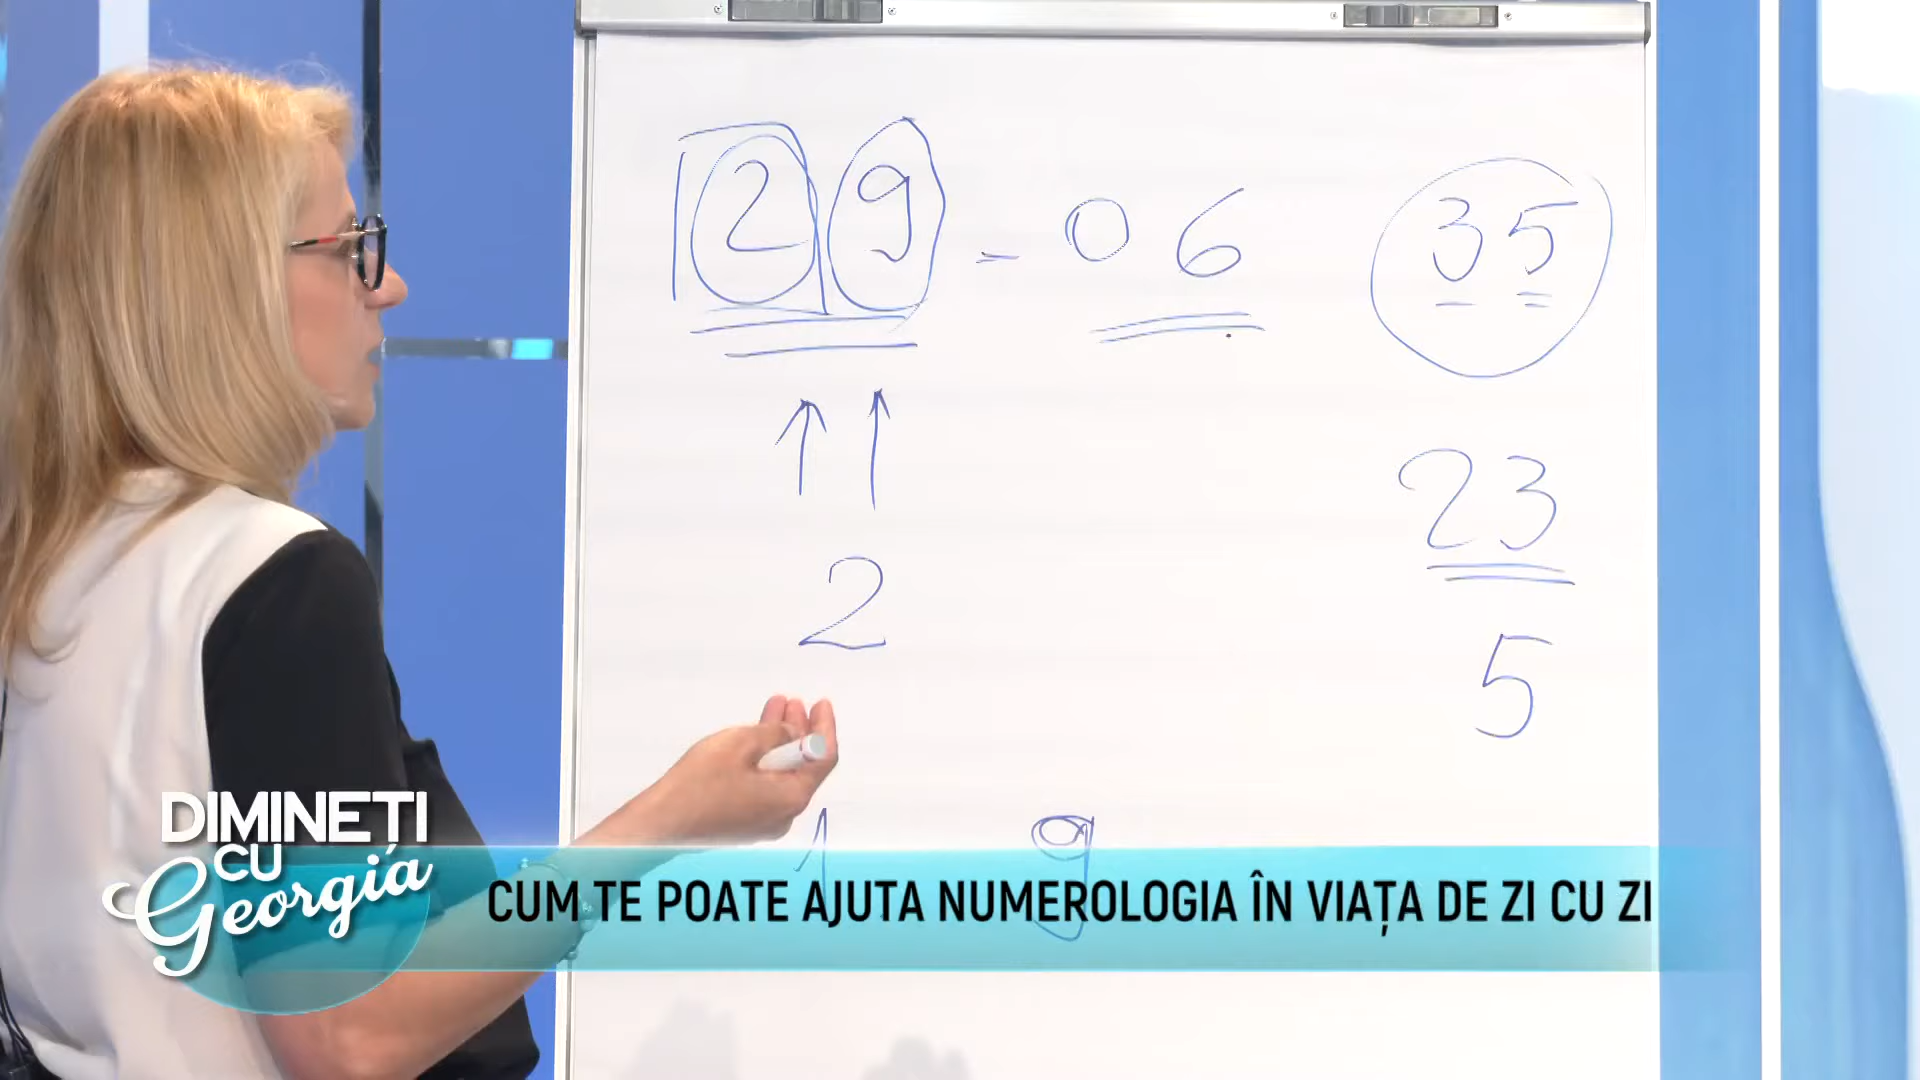 29 - 06 35
23
2
5
1 9
DIMINEȚI
CU
Georgia
CUM TE POATE AJUTA NUMEROLOGIA ÎN VIAȚA DE ZI CU ZI